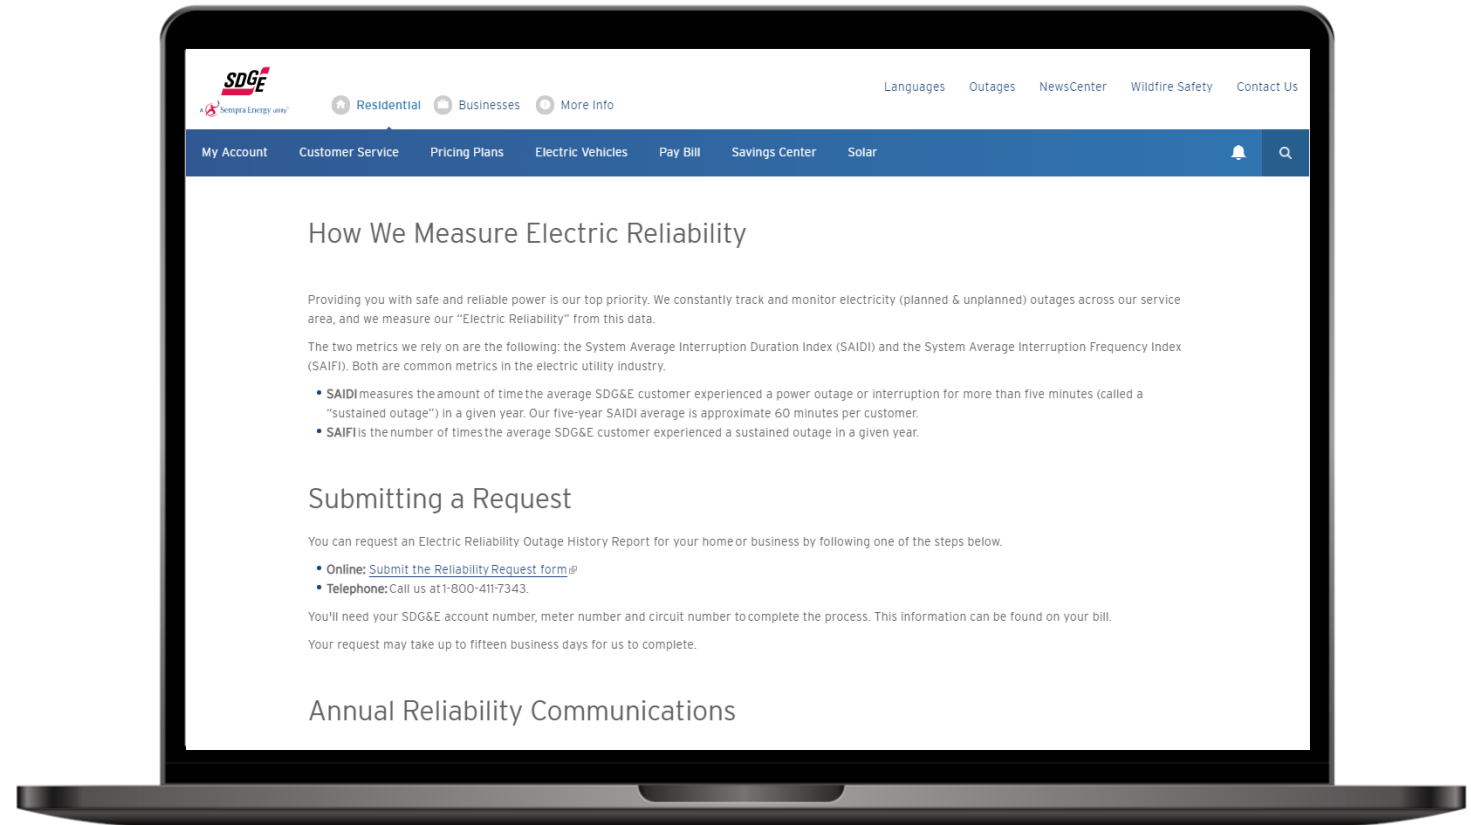 SDGE
A Sempra Energy utility
Residential
Businesses
More Info
Languages
Outages
NewsCenter
Wildfire Safety
Contact Us
My Account
Customer Service
Pricing Plans
Electric Vehicles
Pay Bill
Savings Center
Solar
How We Measure Electric Reliability
Providing you with safe and reliable power is our top priority. We constantly track and monitor electricity (planned & unplanned) outages across our service
area, and we measure our “Electric Reliability” from this data.
The two metrics we rely on are the following: the System Average Interruption Duration Index (SAIDI) and the System Average Interruption Frequency Index
(SAIFI). Both are common metrics in the electric utility industry.
• SAIDI measures the amount of time the average SDG&E customer experienced a power outage or interruption for more than five minutes (called a
“sustained outage”) in a given year. Our five-year SAIDI average is approximate 60 minutes per customer.
• SAIFI is the number of times the average SDG&E customer experienced a sustained outage in a given year.
Submitting a Request
You can request an Electric Reliability Outage History Report for your home or business by following one of the steps below.
• Online: Submit the Reliability Request form
• Telephone: Call us at 1-800-411-7343.
You'll need your SDG&E account number, meter number and circuit number to complete the process. This information can be found on your bill.
Your request may take up to fifteen business days for us to complete.
Annual Reliability Communications